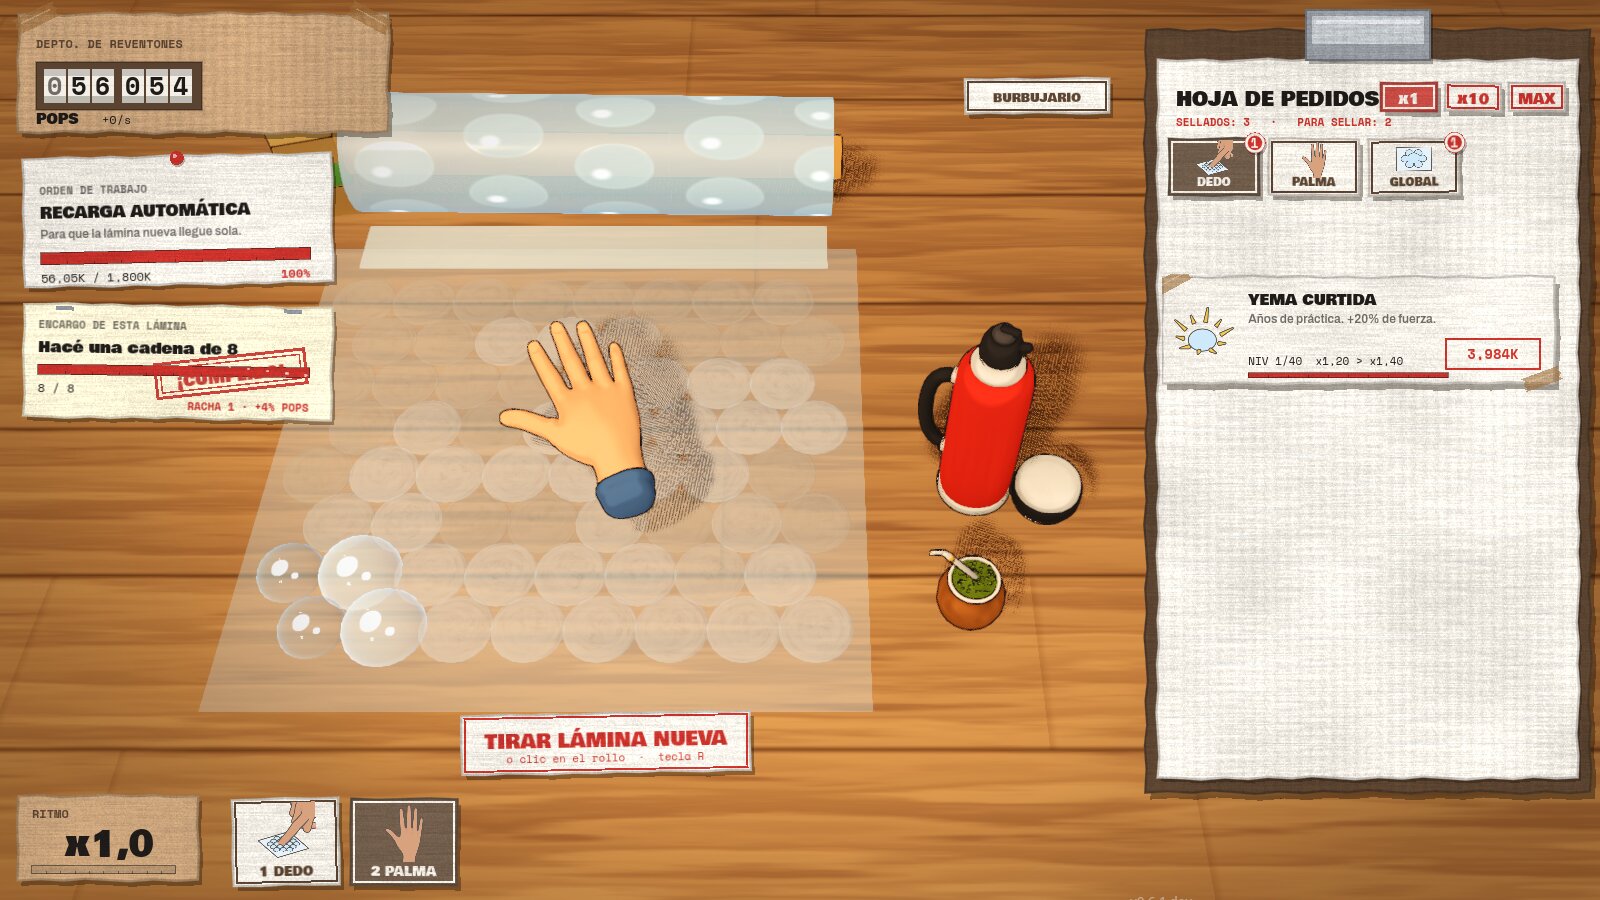 DEPTO. DE REVENTONES
056 054
POPS +0/s
ORDEN DE TRABAJO
RECARGA AUTOMÁTICA
Para que la lámina nueva llegue sola.
56,05K / 1,800K 100%
ENCARGO DE ESTA LÁMINA
Hacé una cadena de 8
8 / 8
RACHA 1 · +4% POPS
BURBUJARIO
HOJA DE PEDIDOS
x1 x10 MAX
SELLADOS: 3 · PARA SELLAR: 2
DEDO 1
PALMA
GLOBAL 1
YEMA CURTIDA
Años de práctica. +20% de fuerza.
NIV 1/40 x1,20 > x1,40
3,984K
TIRAR LÁMINA NUEVA
o clic en el rollo · tecla R
RITMO
x1,0
1 DEDO
2 PALMA